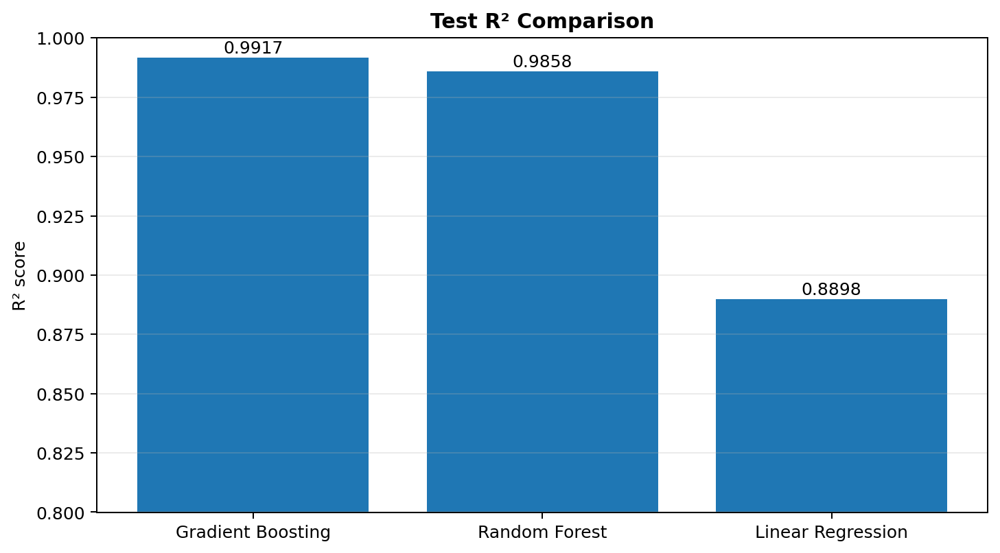 Test R² Comparison
1.000
0.975
0.950
0.925
0.900
0.875
0.850
0.825
0.800
R² score
0.9917
0.9858
0.8898
Gradient Boosting
Random Forest
Linear Regression